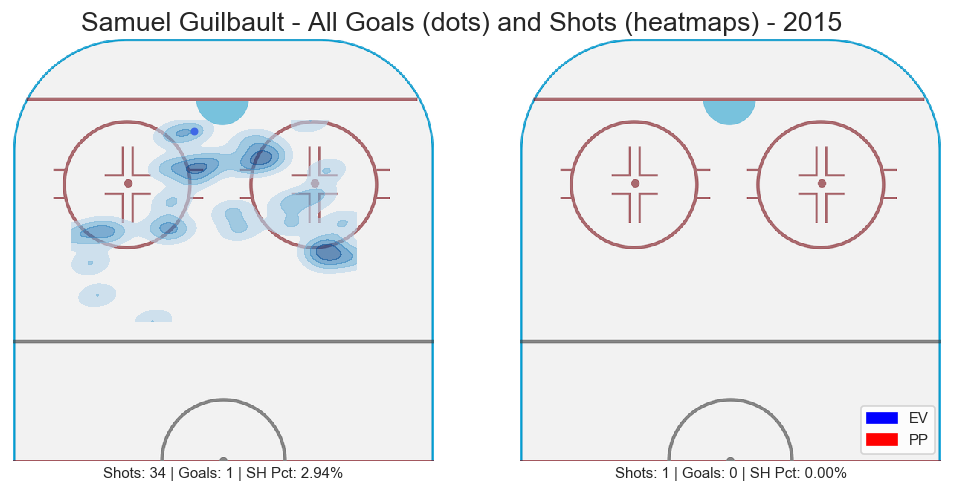 Samuel Guilbault - All Goals (dots) and Shots (heatmaps) - 2015
EV
PP
Shots: 34 | Goals: 1 | SH Pct: 2.94%
Shots: 1 | Goals: 0 | SH Pct: 0.00%